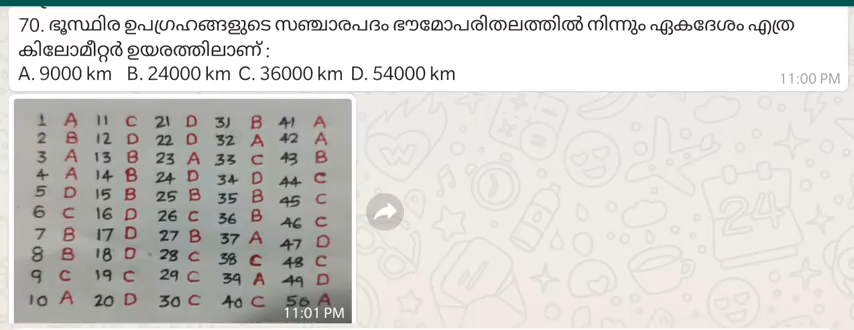 70. ഭൂസ്ഥിര ഉപഗ്രഹങ്ങളുടെ സഞ്ചാരപദം ഭൗമോപരിതലത്തിൽ നിന്നും ഏകദേശം എത്ര
കിലോമീറ്റർ ഉയരത്തിലാണ് :
A. 9000 km B. 24000 km C. 36000 km D. 54000 km
11:00 PM
1 A 11 C 21 D 31 B 41 A
2 B 12 D 22 D 32 A 42 A
3 A 13 B 23 A 33 C 43 B
4 A 14 B 24 D 34 D 44 C
5 D 15 B 25 B 35 B 45 C
6 C 16 D 26 C 36 B 46 C
7 B 17 D 27 B 37 A 47 D
8 B 18 D 28 C 38 C 48 C
9 C 19 C 29 C 39 A 49 D
10 A 20 D 30 C 40 C 50 A
11:01 PM
24